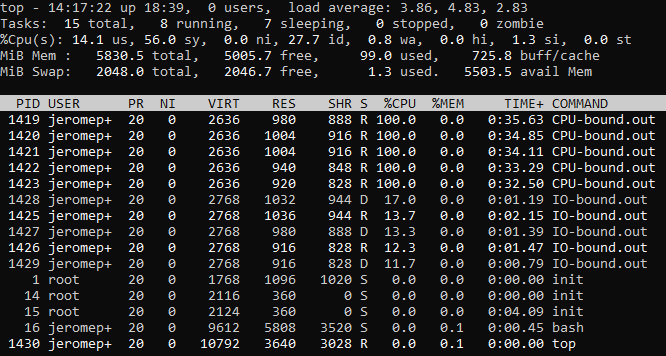 top - 14:17:22 up 18:39,  0 users,  load average: 3.86, 4.83, 2.83
Tasks:  15 total,   8 running,   7 sleeping,   0 stopped,   0 zombie
%Cpu(s): 14.1 us, 56.0 sy,  0.0 ni, 27.7 id,  0.8 wa,  0.0 hi,  1.3 si,  0.0 st
MiB Mem :   5830.5 total,   5005.7 free,     99.0 used,    725.8 buff/cache
MiB Swap:   2048.0 total,   2046.7 free,      1.3 used.   5503.5 avail Mem
PID USER      PR  NI    VIRT    RES    SHR S  %CPU  %MEM     TIME+ COMMAND
1419 jeromep+  20   0    2636    980    888 R 100.0   0.0   0:35.63 CPU-bound.out
1420 jeromep+  20   0    2636   1004    916 R 100.0   0.0   0:34.85 CPU-bound.out
1421 jeromep+  20   0    2636   1004    916 R 100.0   0.0   0:34.11 CPU-bound.out
1422 jeromep+  20   0    2636    940    848 R 100.0   0.0   0:33.29 CPU-bound.out
1423 jeromep+  20   0    2636    920    828 R 100.0   0.0   0:32.50 CPU-bound.out
1428 jeromep+  20   0    2768   1032    944 D  17.0   0.0   0:01.19 IO-bound.out
1425 jeromep+  20   0    2768   1036    944 R  13.7   0.0   0:02.15 IO-bound.out
1427 jeromep+  20   0    2768    980    888 D  13.3   0.0   0:01.39 IO-bound.out
1426 jeromep+  20   0    2768    916    828 R  12.3   0.0   0:01.47 IO-bound.out
1429 jeromep+  20   0    2768    916    828 D  11.7   0.0   0:00.79 IO-bound.out
1 root      20   0    1768   1096   1020 S   0.0   0.0   0:00.00 init
14 root      20   0    2116    360      0 S   0.0   0.0   0:00.00 init
15 root      20   0    2124    360      0 S   0.0   0.0   0:04.09 init
16 jeromep+  20   0    9612   5808   3520 S   0.0   0.1   0:00.45 bash
1430 jeromep+  20   0   10792   3640   3028 R   0.0   0.1   0:00.00 top